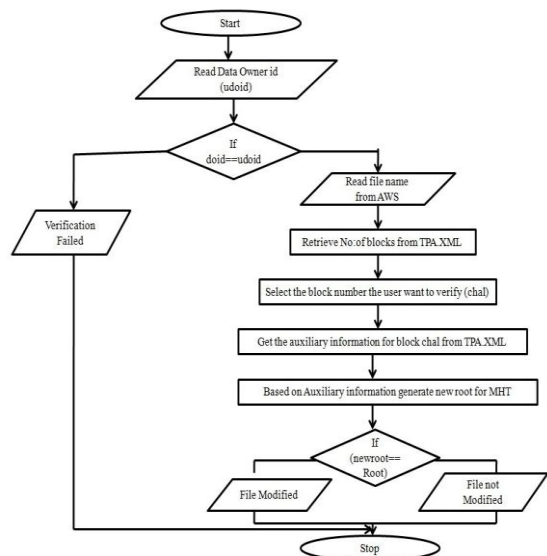 Start
Read Data Owner id
(udoid)
If
doid==udoid
Verification
Failed
Read file name
from AWS
Retrieve No:of blocks from TPA.XML
Select the block number the user want to verify (chal)
Get the auxiliary information for block chal from TPA.XML
Based on Auxiliary information generate new root for MHT
If
(newroot==
Root)
File Modified
File not
Modified
Stop